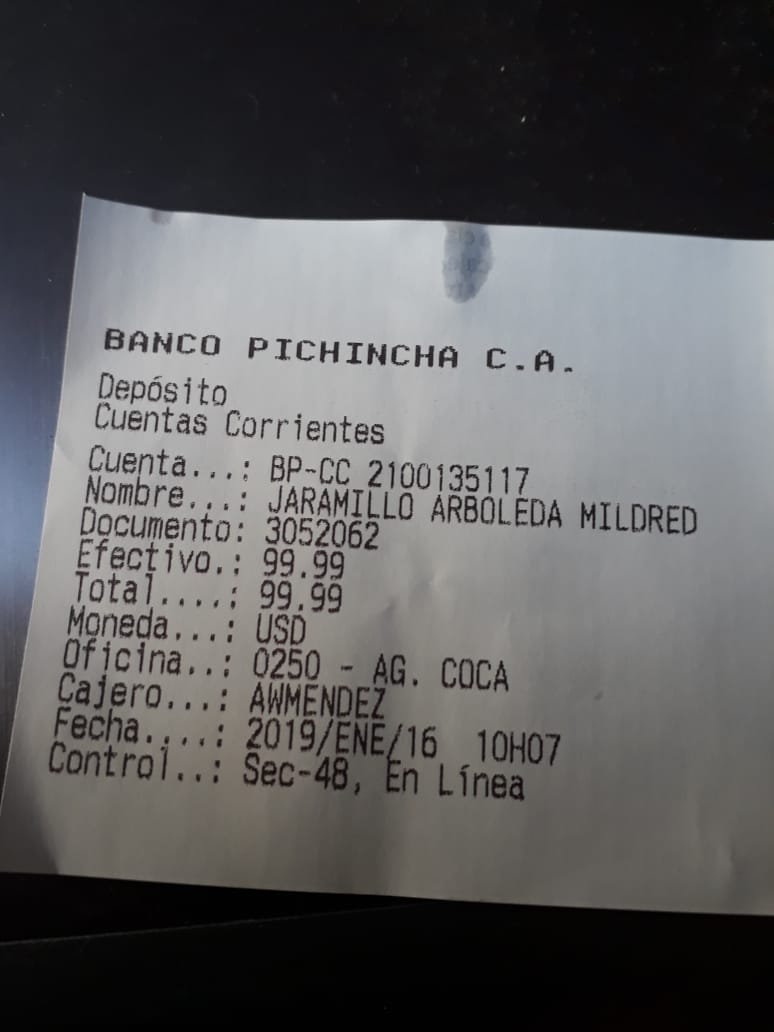 BANCO PICHINCHA C.A.
Depósito
Cuentas Corrientes
Cuenta...: BP-CC 2100135117
Nombre...: JARAMILLO ARBOLEDA MILDRED
Documento: 3052062
Efectivo.: 99.99
Total....: 99.99
Moneda...: USD
Oficina..: 0250 - AG. COCA
Cajero...: AWMENDEZ
Fecha....: 2019/ENE/16 10H07
Control..: Sec-48, En Línea